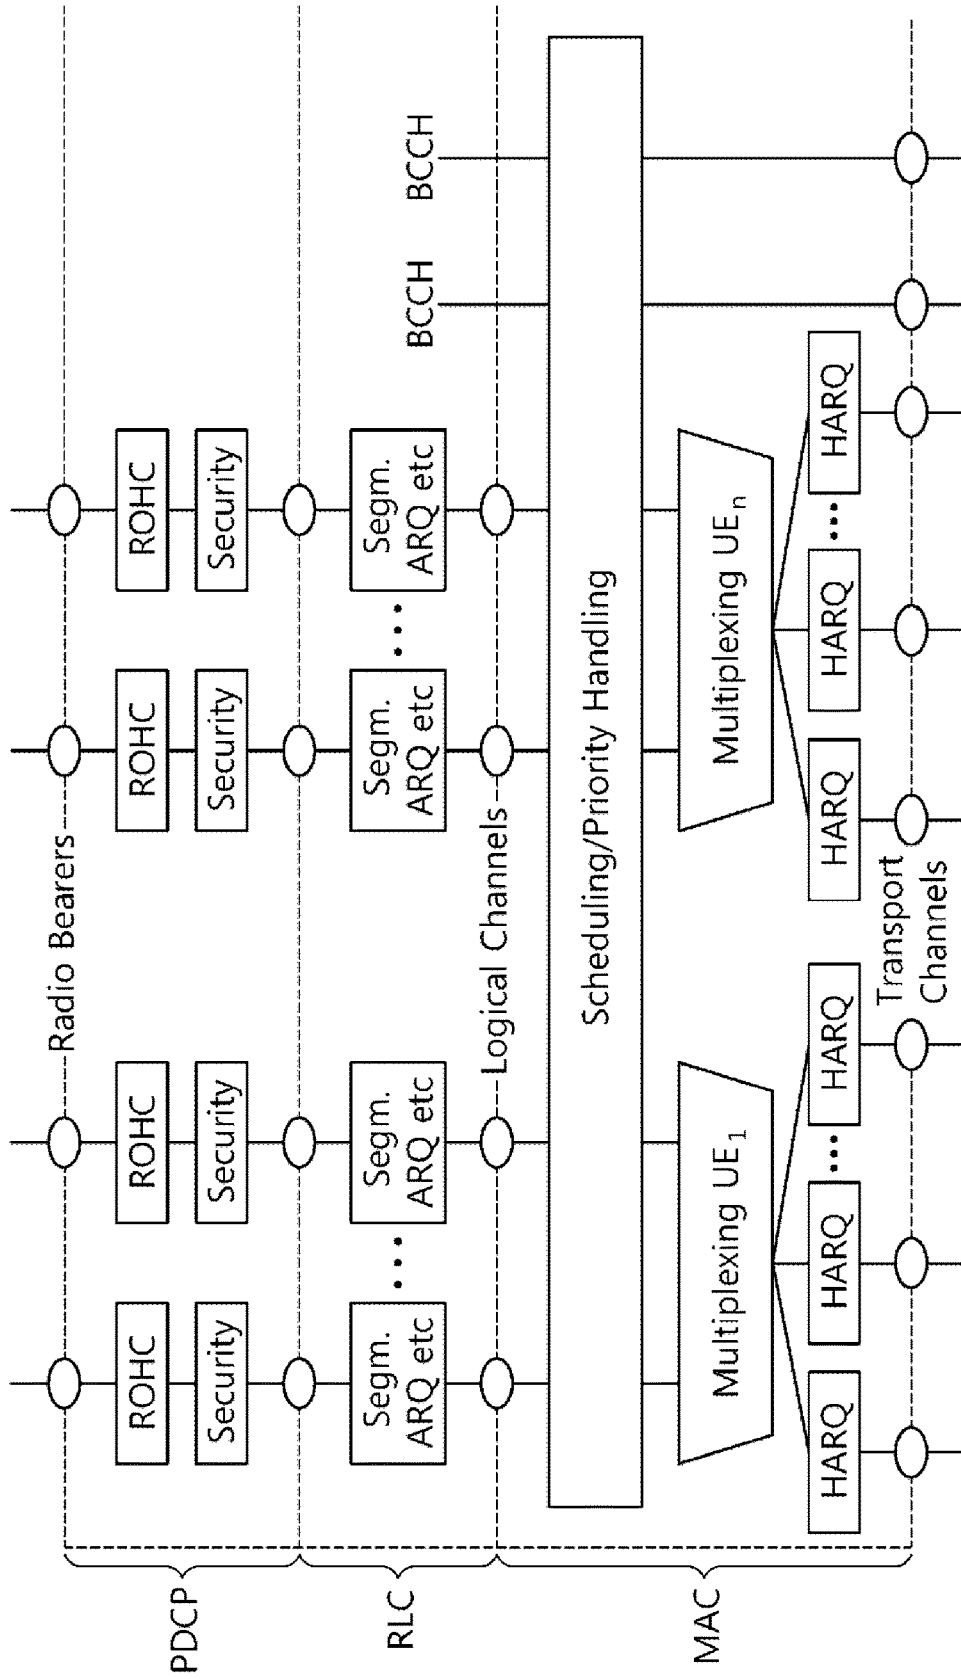 Radio Bearers
PDCP
ROHC
ROHC
ROHC
ROHC
Security
Security
Security
Security
RLC
Segm.
ARQ etc
...
Segm.
ARQ etc
Segm.
ARQ etc
...
Segm.
ARQ etc
BCCH
BCCH
Logical Channels
MAC
Scheduling/Priority Handling
Multiplexing UE1
Multiplexing UEn
HARQ
HARQ
...
HARQ
HARQ
HARQ
...
HARQ
Transport
Channels